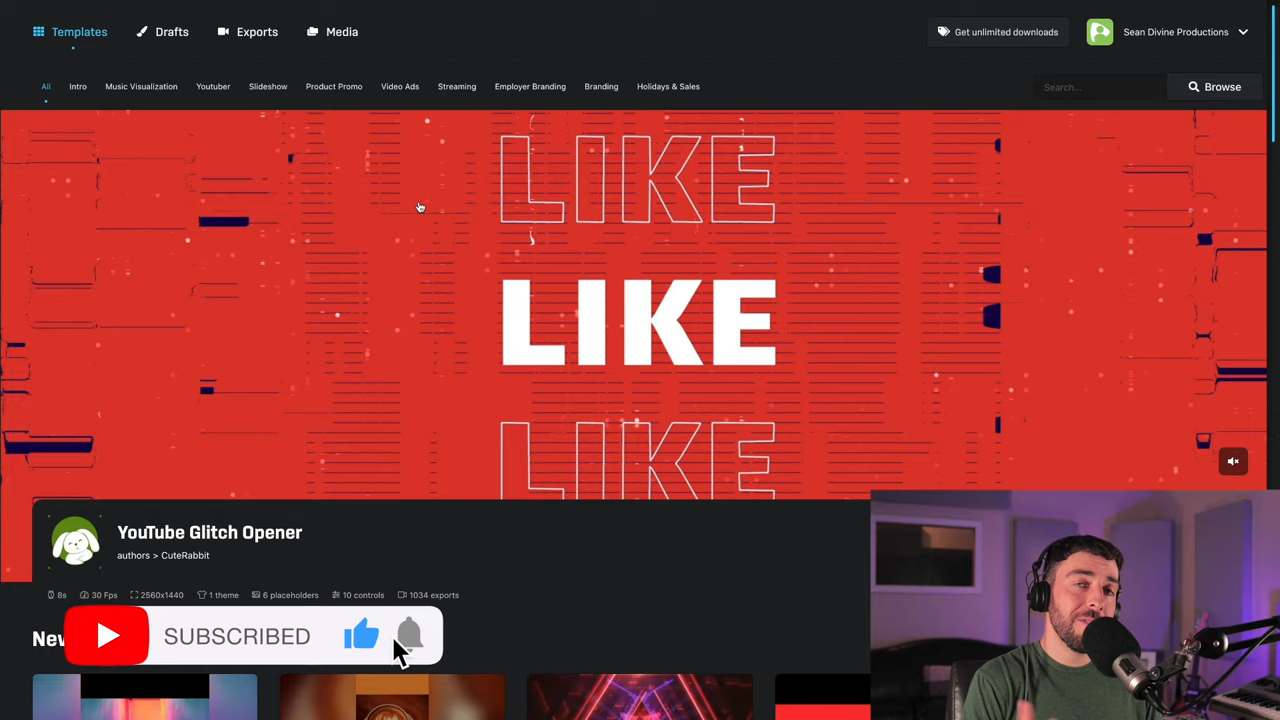 Templates
Drafts
Exports
Media
Get unlimited downloads
Sean Divine Productions
All
Intro
Music Visualization
Youtuber
Slideshow
Product Promo
Video Ads
Streaming
Employer Branding
Branding
Holidays & Sales
Search...
Browse
LIKE
LIKE
LIKE
YouTube Glitch Opener
authors > CuteRabbit
8s
30 Fps
2560x1440
1 theme
6 placeholders
10 controls
1034 exports
SUBSCRIBED